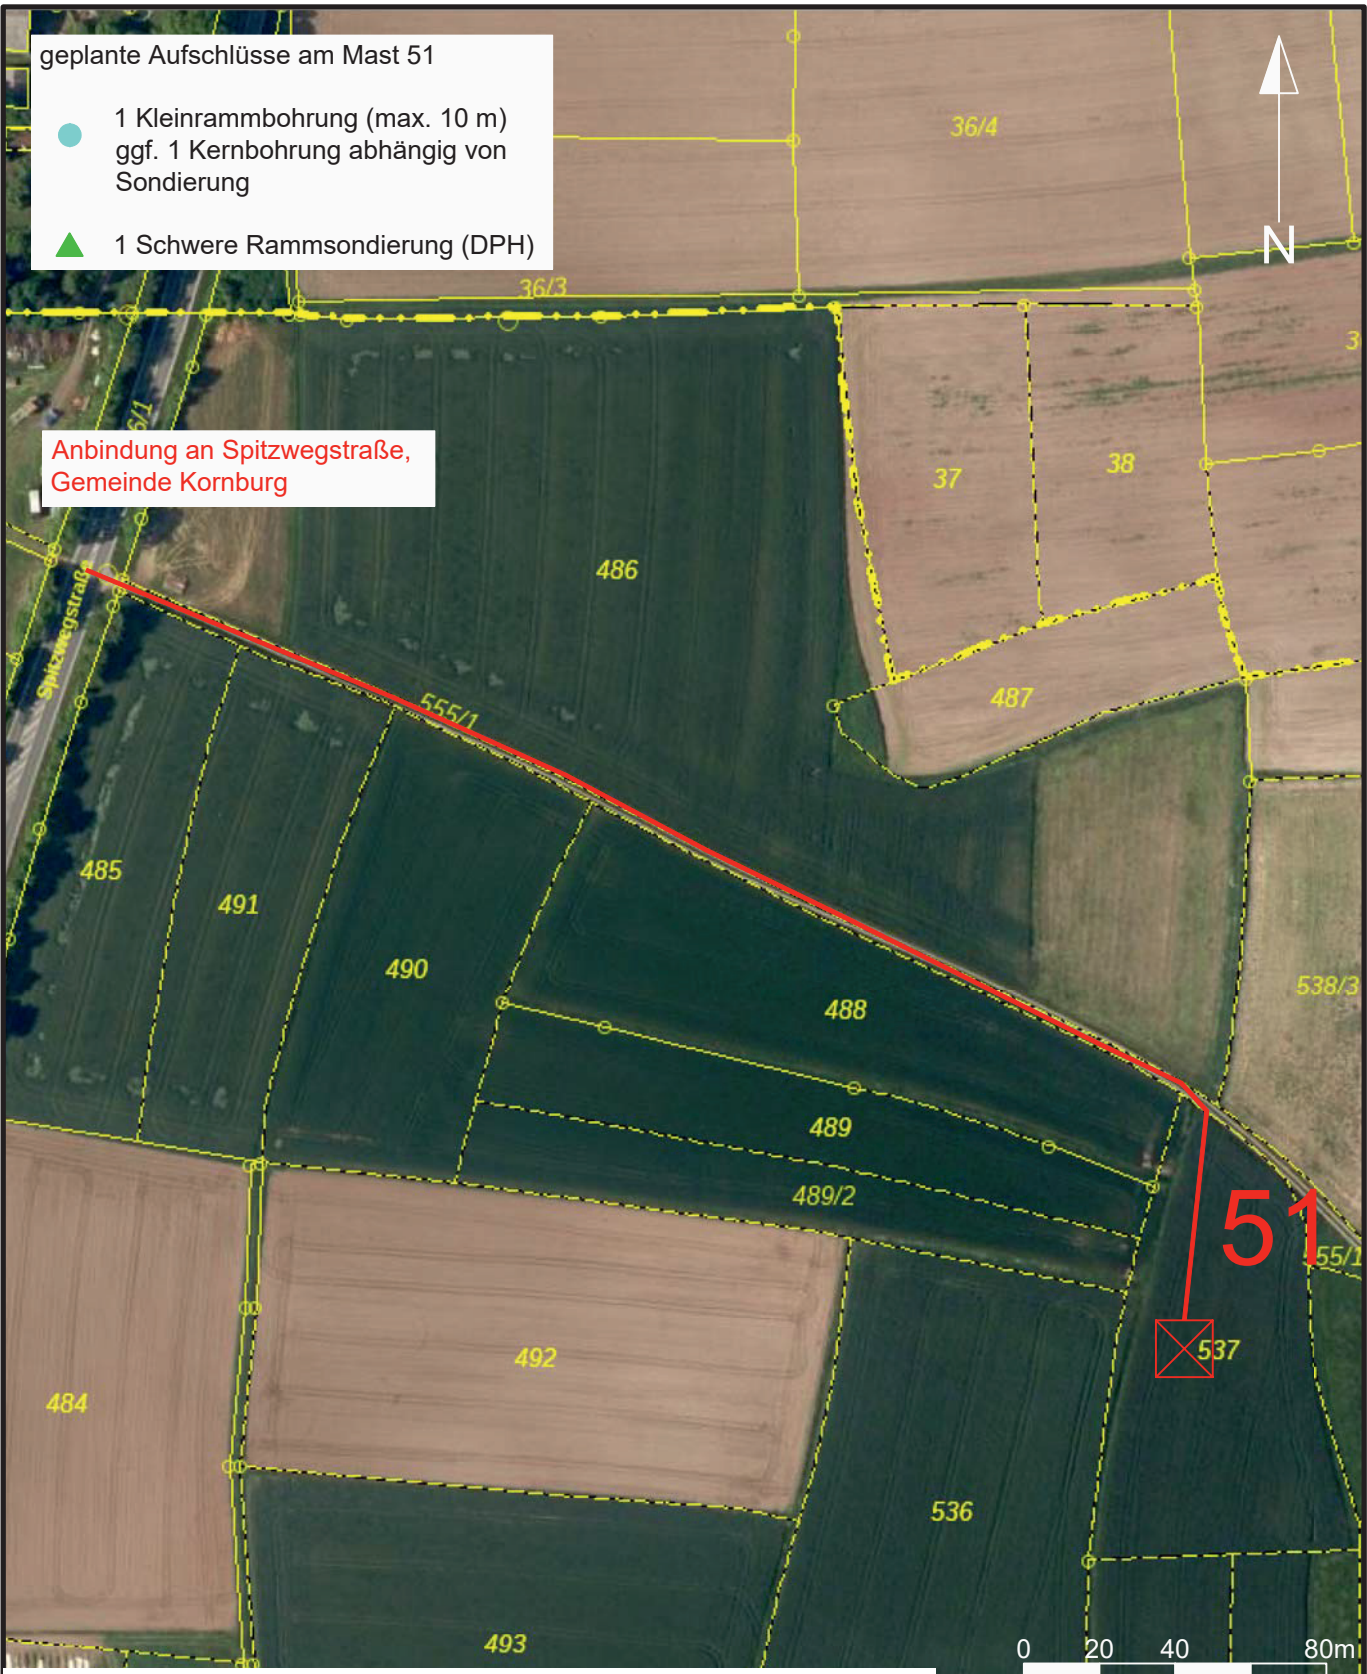 geplante Aufschlüsse am Mast 51
1 Kleinrammbohrung (max. 10 m)
ggf. 1 Kernbohrung abhängig von
Sondierung
1 Schwere Rammsondierung (DPH)
36/4
N
36/3
6/1
Anbindung an Spitzwegstraße,
Gemeinde Kornburg
37
38
486
Spitzwegstraße
487
555/1
485
491
490
488
538/3
489
489/2
51
55/1
537
492
484
536
493
0 20 40 80m